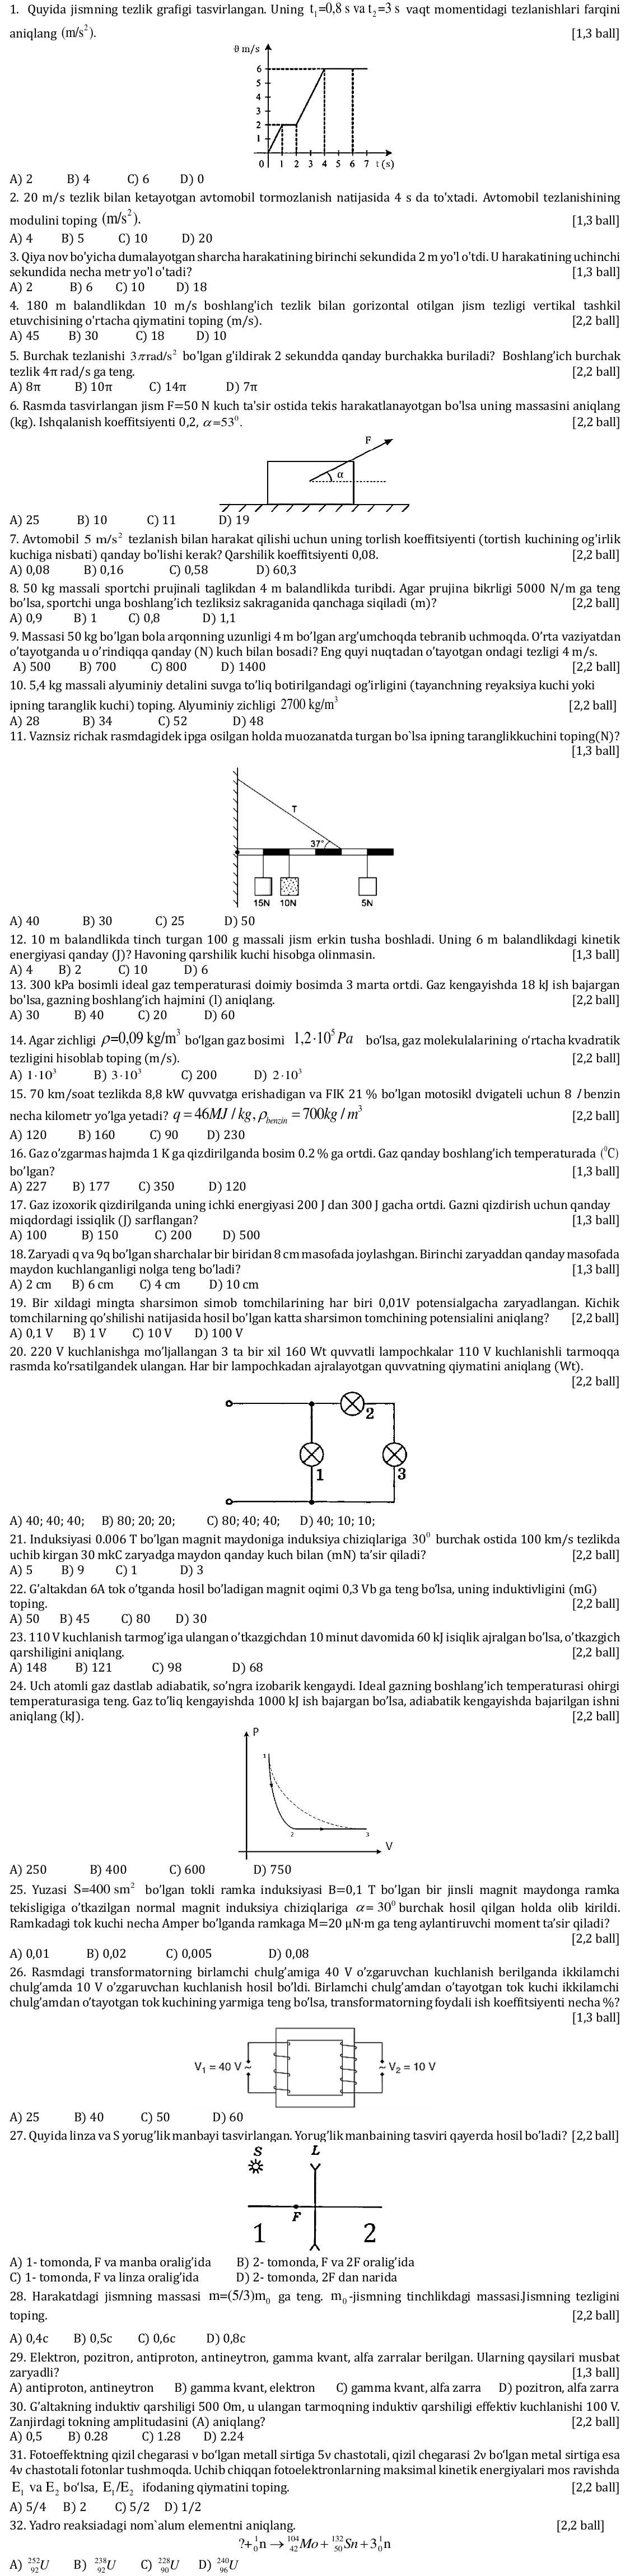 1. Quyida jismning tezlik grafigi tasvirlangan. Uning t₁=0,8 s va t₂=3 s vaqt momentidagi tezlanishlari farqini
aniqlang (m/s²). [1,3 ball]
ϑ m/s
6
5
4
3
2
1
0 1 2 3 4 5 6 7 t (s)
A) 2 B) 4 C) 6 D) 0
2. 20 m/s tezlik bilan ketayotgan avtomobil tormozlanish natijasida 4 s da to'xtadi. Avtomobil tezlanishining
modulini toping (m/s²). [1,3 ball]
A) 4 B) 5 C) 10 D) 20
3. Qiya nov bo'yicha dumalayotgan sharcha harakatining birinchi sekundida 2 m yo'l o'tdi. U harakatining uchinchi
sekundida necha metr yo'l o'tadi? [1,3 ball]
A) 2 B) 6 C) 10 D) 18
4. 180 m balandlikdan 10 m/s boshlang'ich tezlik bilan gorizontal otilgan jism tezligi vertikal tashkil
etuvchisining o'rtacha qiymatini toping (m/s). [2,2 ball]
A) 45 B) 30 C) 18 D) 10
5. Burchak tezlanishi 3πrad/s² bo'lgan g'ildirak 2 sekundda qanday burchakka buriladi? Boshlang'ich burchak
tezlik 4π rad/s ga teng. [2,2 ball]
A) 8π B) 10π C) 14π D) 7π
6. Rasmda tasvirlangan jism F=50 N kuch ta'sir ostida tekis harakatlanayotgan bo'lsa uning massasini aniqlang
(kg). Ishqalanish koeffitsiyenti 0,2, α=53⁰. [2,2 ball]
F
α
A) 25 B) 10 C) 11 D) 19
7. Avtomobil 5 m/s² tezlanish bilan harakat qilishi uchun uning torlish koeffitsiyenti (tortish kuchining og'irlik
kuchiga nisbati) qanday bo'lishi kerak? Qarshilik koeffitsiyenti 0,08. [2,2 ball]
A) 0,08 B) 0,16 C) 0,58 D) 60,3
8. 50 kg massali sportchi prujinali taglikdan 4 m balandlikda turibdi. Agar prujina bikrligi 5000 N/m ga teng
bo'lsa, sportchi unga boshlang'ich tezliksiz sakraganida qanchaga siqiladi (m)? [2,2 ball]
A) 0,9 B) 1 C) 0,8 D) 1,1
9. Massasi 50 kg bo'lgan bola arqonning uzunligi 4 m bo'lgan arg'umchoqda tebranib uchmoqda. O'rta vaziyatdan
o'tayotganda u o'rindiqqa qanday (N) kuch bilan bosadi? Eng quyi nuqtadan o'tayotgan ondagi tezligi 4 m/s.
A) 500 B) 700 C) 800 D) 1400 [2,2 ball]
10. 5,4 kg massali alyuminiy detalini suvga to'liq botirilgandagi og'irligini (tayanchning reyaksiya kuchi yoki
ipning taranglik kuchi) toping. Alyuminiy zichligi 2700 kg/m³ [2,2 ball]
A) 28 B) 34 C) 52 D) 48
11. Vaznsiz richak rasmdagidek ipga osilgan holda muozanatda turgan bo`lsa ipning taranglikkuchini toping(N)?
[1,3 ball]
T
37°
15N 10N 5N
A) 40 B) 30 C) 25 D) 50
12. 10 m balandlikda tinch turgan 100 g massali jism erkin tusha boshladi. Uning 6 m balandlikdagi kinetik
energiyasi qanday (J)? Havoning qarshilik kuchi hisobga olinmasin. [1,3 ball]
A) 4 B) 2 C) 10 D) 6
13. 300 kPa bosimli ideal gaz temperaturasi doimiy bosimda 3 marta ortdi. Gaz kengayishda 18 kJ ish bajargan
bo'lsa, gazning boshlang'ich hajmini (l) aniqlang. [2,2 ball]
A) 30 B) 40 C) 20 D) 60
14. Agar zichligi ρ=0,09 kg/m³ bo'lgan gaz bosimi 1,2·10⁵ Pa bo'lsa, gaz molekulalarining o'rtacha kvadratik
tezligini hisoblab toping (m/s). [2,2 ball]
A) 1·10³ B) 3·10³ C) 200 D) 2·10³
15. 70 km/soat tezlikda 8,8 kW quvvatga erishadigan va FIK 21 % bo'lgan motosikl dvigateli uchun 8 l benzin
necha kilometr yo'lga yetadi? q = 46MJ / kg, ρbenzin = 700kg / m³ [2,2 ball]
A) 120 B) 160 C) 90 D) 230
16. Gaz o'zgarmas hajmda 1 K ga qizdirilganda bosim 0.2 % ga ortdi. Gaz qanday boshlang'ich temperaturada (⁰C)
bo'lgan? [1,3 ball]
A) 227 B) 177 C) 350 D) 120
17. Gaz izoxorik qizdirilganda uning ichki energiyasi 200 J dan 300 J gacha ortdi. Gazni qizdirish uchun qanday
miqdordagi issiqlik (J) sarflangan? [1,3 ball]
A) 100 B) 150 C) 200 D) 500
18. Zaryadi q va 9q bo'lgan sharchalar bir biridan 8 cm masofada joylashgan. Birinchi zaryaddan qanday masofada
maydon kuchlanganligi nolga teng bo'ladi? [1,3 ball]
A) 2 cm B) 6 cm C) 4 cm D) 10 cm
19. Bir xildagi mingta sharsimon simob tomchilarining har biri 0,01V potensialgacha zaryadlangan. Kichik
tomchilarning qo'shilishi natijasida hosil bo'lgan katta sharsimon tomchining potensialini aniqlang? [2,2 ball]
A) 0,1 V B) 1 V C) 10 V D) 100 V
20. 220 V kuchlanishga mo'ljallangan 3 ta bir xil 160 Wt quvvatli lampochkalar 110 V kuchlanishli tarmoqqa
rasmda ko'rsatilgandek ulangan. Har bir lampochkadan ajralayotgan quvvatning qiymatini aniqlang (Wt).
[2,2 ball]
2
1 3
A) 40; 40; 40; B) 80; 20; 20; C) 80; 40; 40; D) 40; 10; 10;
21. Induksiyasi 0.006 T bo'lgan magnit maydoniga induksiya chiziqlariga 30⁰ burchak ostida 100 km/s tezlikda
uchib kirgan 30 mkC zaryadga maydon qanday kuch bilan (mN) ta'sir qiladi? [2,2 ball]
A) 5 B) 9 C) 1 D) 3
22. G'altakdan 6A tok o'tganda hosil bo'ladigan magnit oqimi 0,3 Vb ga teng bo'lsa, uning induktivligini (mG)
toping. [2,2 ball]
A) 50 B) 45 C) 80 D) 30
23. 110 V kuchlanish tarmog'iga ulangan o'tkazgichdan 10 minut davomida 60 kJ isiqlik ajralgan bo'lsa, o'tkazgich
qarshiligini aniqlang. [2,2 ball]
A) 148 B) 121 C) 98 D) 68
24. Uch atomli gaz dastlab adiabatik, so'ngra izobarik kengaydi. Ideal gazning boshlang'ich temperaturasi ohirgi
temperaturasiga teng. Gaz to'liq kengayishda 1000 kJ ish bajargan bo'lsa, adiabatik kengayishda bajarilgan ishni
aniqlang (kJ). [2,2 ball]
P
1
2 3
V
A) 250 B) 400 C) 600 D) 750
25. Yuzasi S=400 sm² bo'lgan tokli ramka induksiyasi B=0,1 T bo'lgan bir jinsli magnit maydonga ramka
tekisligiga o'tkazilgan normal magnit induksiya chiziqlariga α= 30⁰ burchak hosil qilgan holda olib kirildi.
Ramkadagi tok kuchi necha Amper bo'lganda ramkaga M=20 μN·m ga teng aylantiruvchi moment ta'sir qiladi?
[2,2 ball]
A) 0,01 B) 0,02 C) 0,005 D) 0,08
26. Rasmdagi transformatorning birlamchi chulg'amiga 40 V o'zgaruvchan kuchlanish berilganda ikkilamchi
chulg'amda 10 V o'zgaruvchan kuchlanish hosil bo'ldi. Birlamchi chulg'amdan o'tayotgan tok kuchi ikkilamchi
chulg'amdan o'tayotgan tok kuchining yarmiga teng bo'lsa, transformatorning foydali ish koeffitsiyenti necha %?
[1,3 ball]
V₁ = 40 V ~ ~ V₂ = 10 V
A) 25 B) 40 C) 50 D) 60
27. Quyida linza va S yorug'lik manbayi tasvirlangan. Yorug'lik manbaining tasviri qayerda hosil bo'ladi? [2,2 ball]
S L
F
1 2
A) 1- tomonda, F va manba oralig'ida B) 2- tomonda, F va 2F oralig'ida
C) 1- tomonda, F va linza oralig'ida D) 2- tomonda, 2F dan narida
28. Harakatdagi jismning massasi m=(5/3)m₀ ga teng. m₀-jismning tinchlikdagi massasi.Jismning tezligini
toping. [2,2 ball]
A) 0,4c B) 0,5c C) 0,6c D) 0,8c
29. Elektron, pozitron, antiproton, antineytron, gamma kvant, alfa zarralar berilgan. Ularning qaysilari musbat
zaryadli? [1,3 ball]
A) antiproton, antineytron B) gamma kvant, elektron C) gamma kvant, alfa zarra D) pozitron, alfa zarra
30. G'altakning induktiv qarshiligi 500 Om, u ulangan tarmoqning induktiv qarshiligi effektiv kuchlanishi 100 V.
Zanjirdagi tokning amplitudasini (A) aniqlang? [2,2 ball]
A) 0,5 B) 0.28 C) 1.28 D) 2.24
31. Fotoeffektning qizil chegarasi ν bo'lgan metall sirtiga 5ν chastotali, qizil chegarasi 2ν bo'lgan metal sirtiga esa
4ν chastotali fotonlar tushmoqda. Uchib chiqqan fotoelektronlarning maksimal kinetik energiyalari mos ravishda
E₁ va E₂ bo'lsa, E₁/E₂ ifodaning qiymatini toping. [2,2 ball]
A) 5/4 B) 2 C) 5/2 D) 1/2
32. Yadro reaksiadagi nom`alum elementni aniqlang. [2,2 ball]
?+¹₀n → ¹⁰⁴₄₂Mo+¹³²₅₀Sn+3¹₀n
A) ²⁵²₉₂U B) ²³⁸₉₂U C) ²²⁸₉₀U D) ²⁴⁰₉₆U